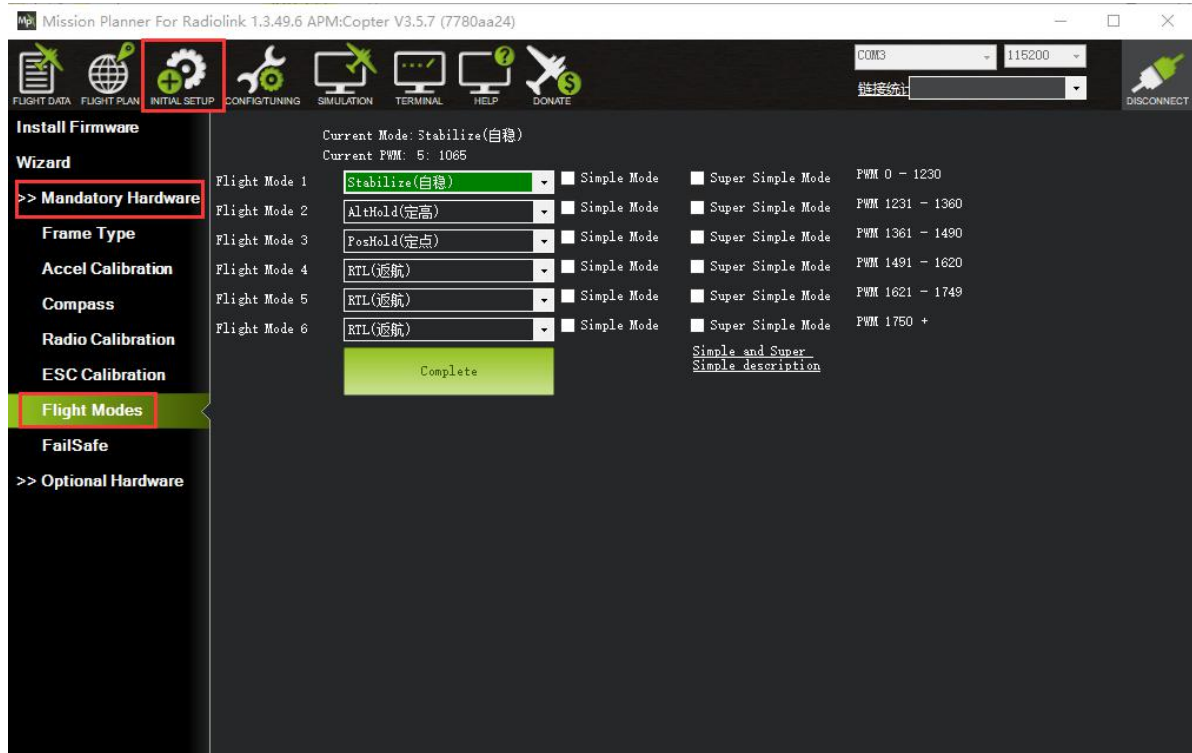 Mission Planner For Radiolink 1.3.49.6 APM:Copter V3.5.7 (7780aa24)
FLIGHT DATA FLIGHT PLAN INITIAL SETUP CONFIG/TUNING SIMULATION TERMINAL HELP DONATE
COM3 115200
链接统计
DISCONNECT
Install Firmware
Wizard
>> Mandatory Hardware
Frame Type
Accel Calibration
Compass
Radio Calibration
ESC Calibration
Flight Modes
FailSafe
>> Optional Hardware
Current Mode: Stabilize(自稳)
Current PWM: 5: 1065
Flight Mode 1 Stabilize(自稳) Simple Mode Super Simple Mode PWM 0 - 1230
Flight Mode 2 AltHold(定高) Simple Mode Super Simple Mode PWM 1231 - 1360
Flight Mode 3 PosHold(定点) Simple Mode Super Simple Mode PWM 1361 - 1490
Flight Mode 4 RTL(返航) Simple Mode Super Simple Mode PWM 1491 - 1620
Flight Mode 5 RTL(返航) Simple Mode Super Simple Mode PWM 1621 - 1749
Flight Mode 6 RTL(返航) Simple Mode Super Simple Mode PWM 1750 +
Complete
Simple and Super
Simple description